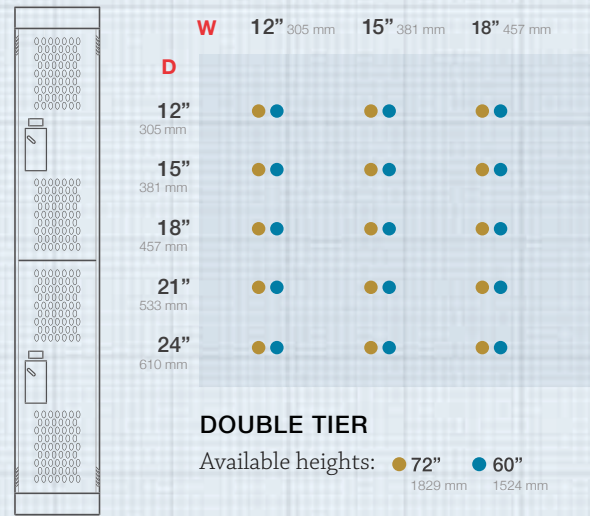 W 12” 305 mm 15” 381 mm 18” 457 mm
D
12”
305 mm
15”
381 mm
18”
457 mm
21”
533 mm
24”
610 mm
DOUBLE TIER
Available heights: 72” 60”
1829 mm 1524 mm